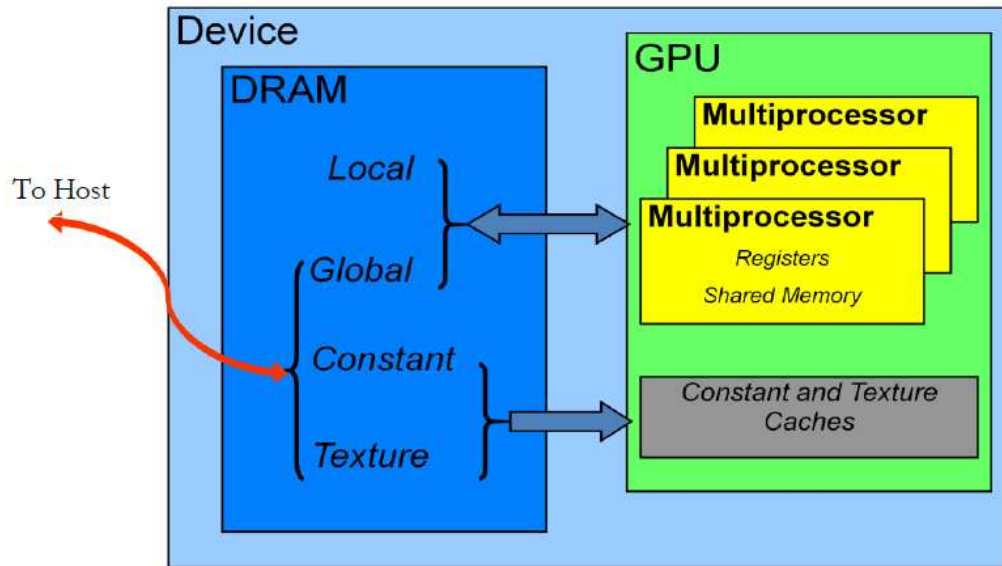 Device
DRAM
GPU
Multiprocessor
Multiprocessor
Multiprocessor
Registers
Shared Memory
To Host
Local
Global
Constant
Texture
Constant and Texture
Caches